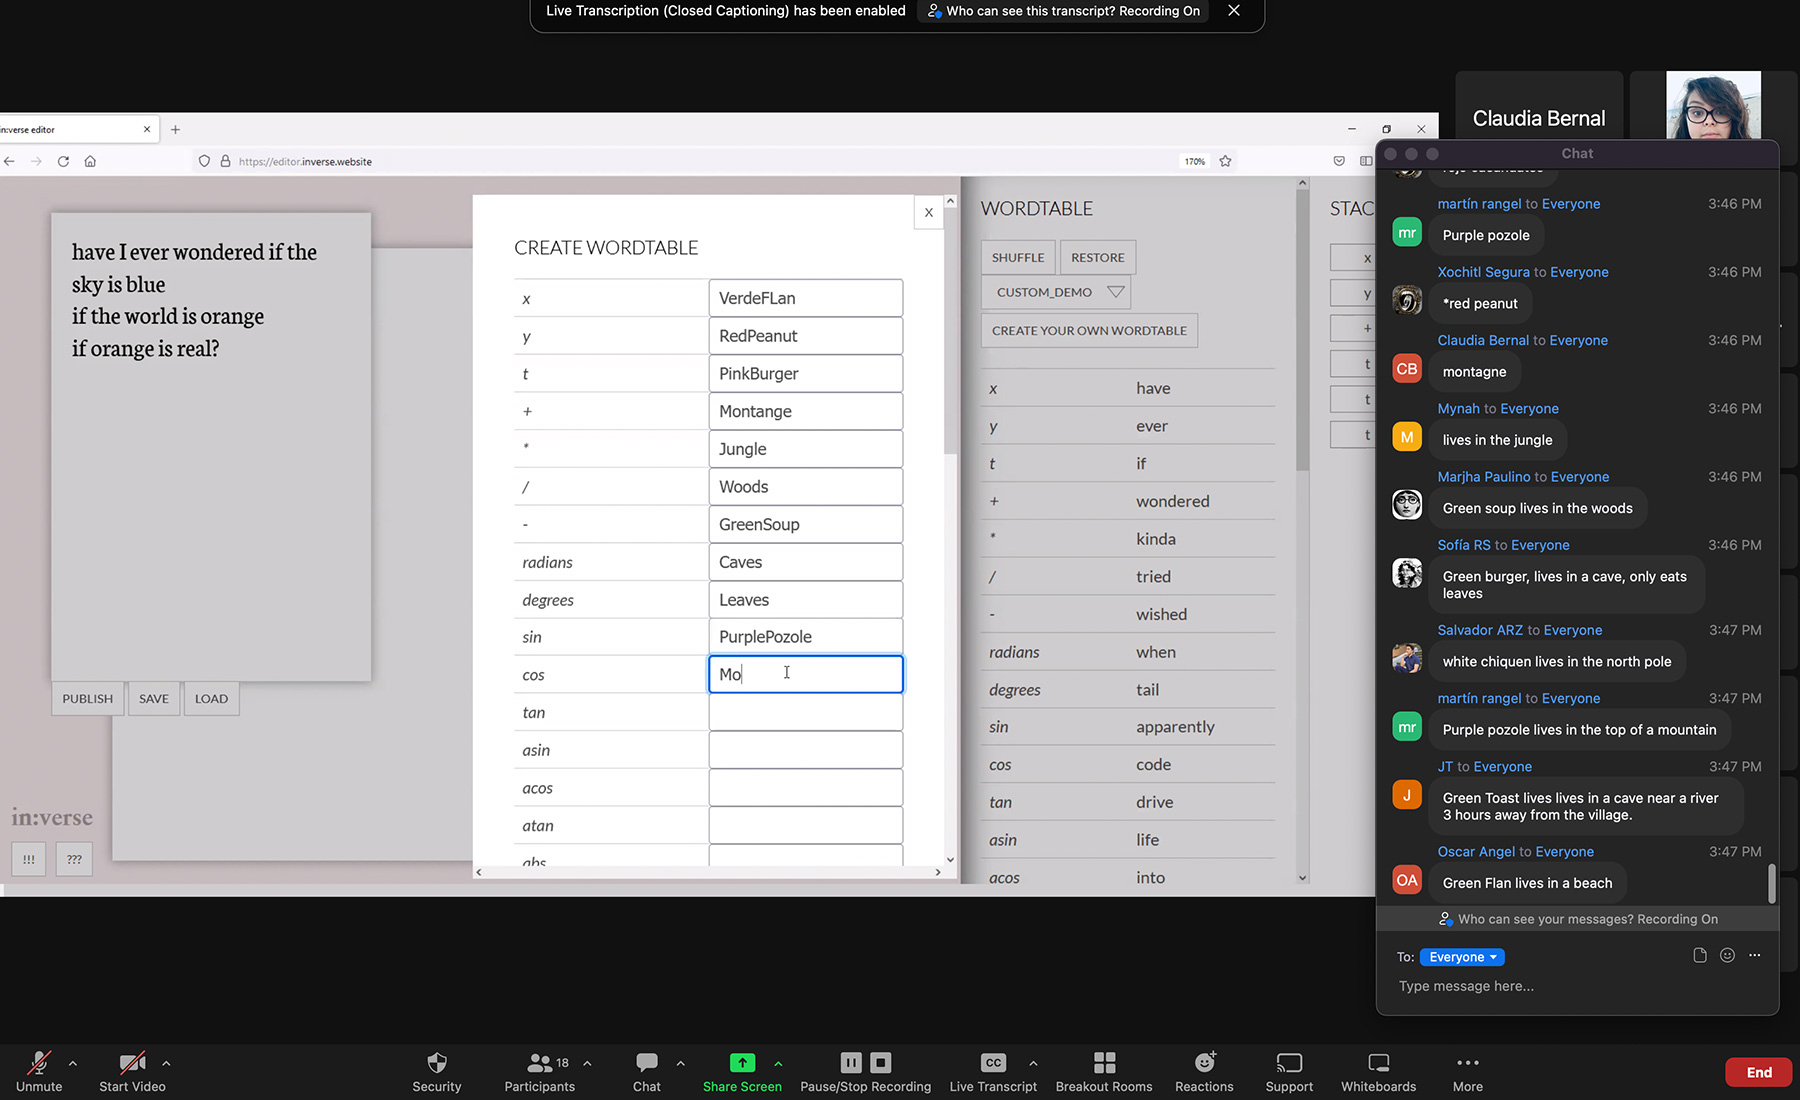 Live Transcription (Closed Captioning) has been enabled
Who can see this transcript? Recording On
Claudia Bernal
in:verse editor
https://editor.inverse.website
170%
have I ever wondered if the
sky is blue
if the world is orange
if orange is real?
PUBLISH
SAVE
LOAD
in:verse
!!!
???
X
CREATE WORDTABLE
x VerdeFLan
y RedPeanut
t PinkBurger
+ Montange
* Jungle
/ Woods
- GreenSoup
radians Caves
degrees Leaves
sin PurplePozole
cos Mo
tan
asin
acos
atan
abs
WORDTABLE
SHUFFLE
RESTORE
CUSTOM_DEMO
CREATE YOUR OWN WORDTABLE
x have
y ever
t if
+ wondered
* kinda
/ tried
- wished
radians when
degrees tail
sin apparently
cos code
tan drive
asin life
acos into
STAC
x
y
+
t
t
t
Chat
martín rangel to Everyone 3:46 PM
mr
Purple pozole
Xochitl Segura to Everyone 3:46 PM
*red peanut
Claudia Bernal to Everyone 3:46 PM
CB
montagne
Mynah to Everyone 3:46 PM
M
lives in the jungle
Marjha Paulino to Everyone 3:46 PM
Green soup lives in the woods
Sofía RS to Everyone 3:46 PM
Green burger, lives in a cave, only eats
leaves
Salvador ARZ to Everyone 3:47 PM
white chiquen lives in the north pole
martín rangel to Everyone 3:47 PM
mr
Purple pozole lives in the top of a mountain
JT to Everyone 3:47 PM
J
Green Toast lives lives in a cave near a river
3 hours away from the village.
Oscar Angel to Everyone 3:47 PM
OA
Green Flan lives in a beach
Who can see your messages? Recording On
To: Everyone
Type message here...
Unmute
Start Video
Security
18
Participants
Chat
Share Screen
Pause/Stop Recording
CC
Live Transcript
Breakout Rooms
Reactions
Support
Whiteboards
More
End